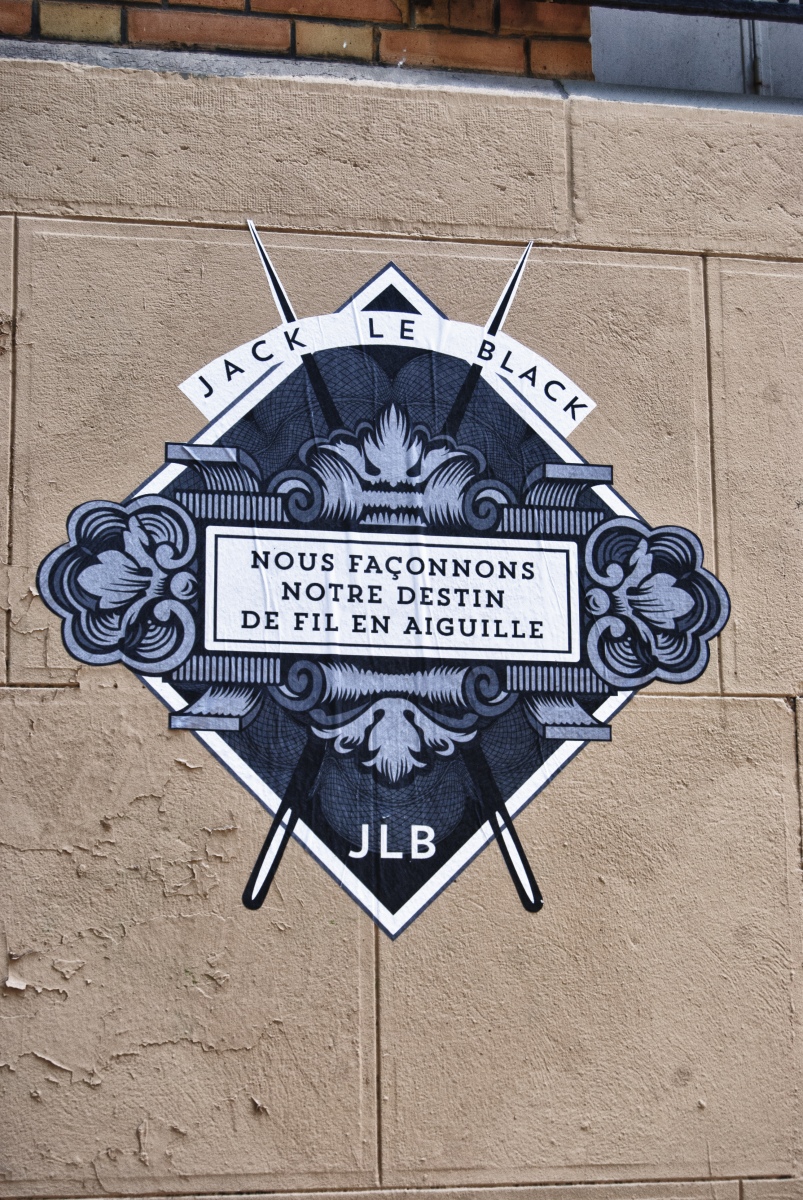 JACK LE BLACK
NOUS FAÇONNONS
NOTRE DESTIN
DE FIL EN AIGUILLE
JLB